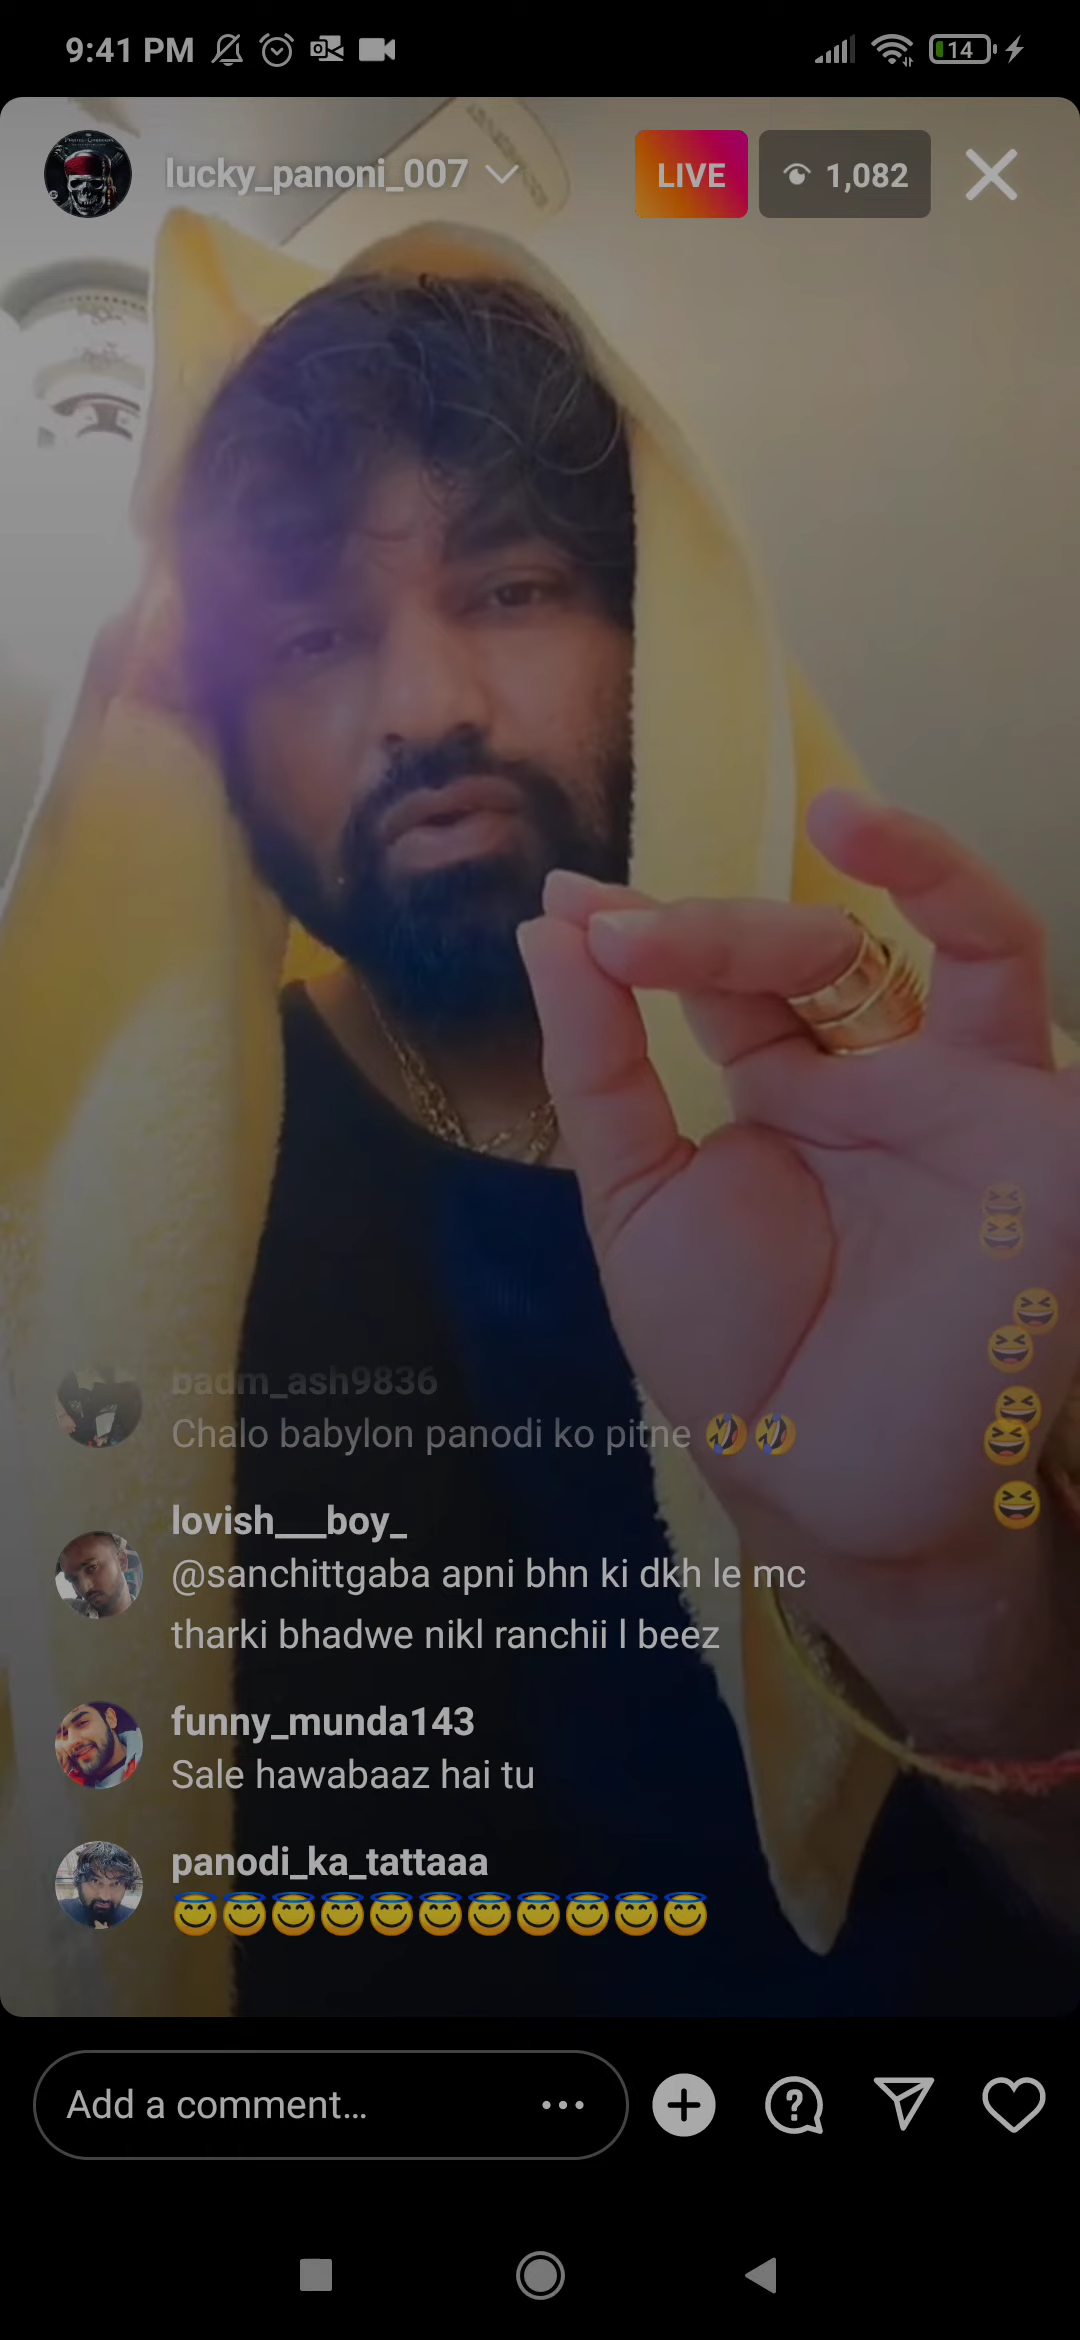 9:41 PM
14
lucky_panoni_007
LIVE
1,082
badm_ash9836
Chalo babylon panodi ko pitne 🤣🤣
lovish___boy_
@sanchittgaba apni bhn ki dkh le mc
tharki bhadwe nikl ranchii l beez
funny_munda143
Sale hawabaaz hai tu
panodi_ka_tattaaa
😇😇😇😇😇😇😇😇😇😇😇
Add a comment...